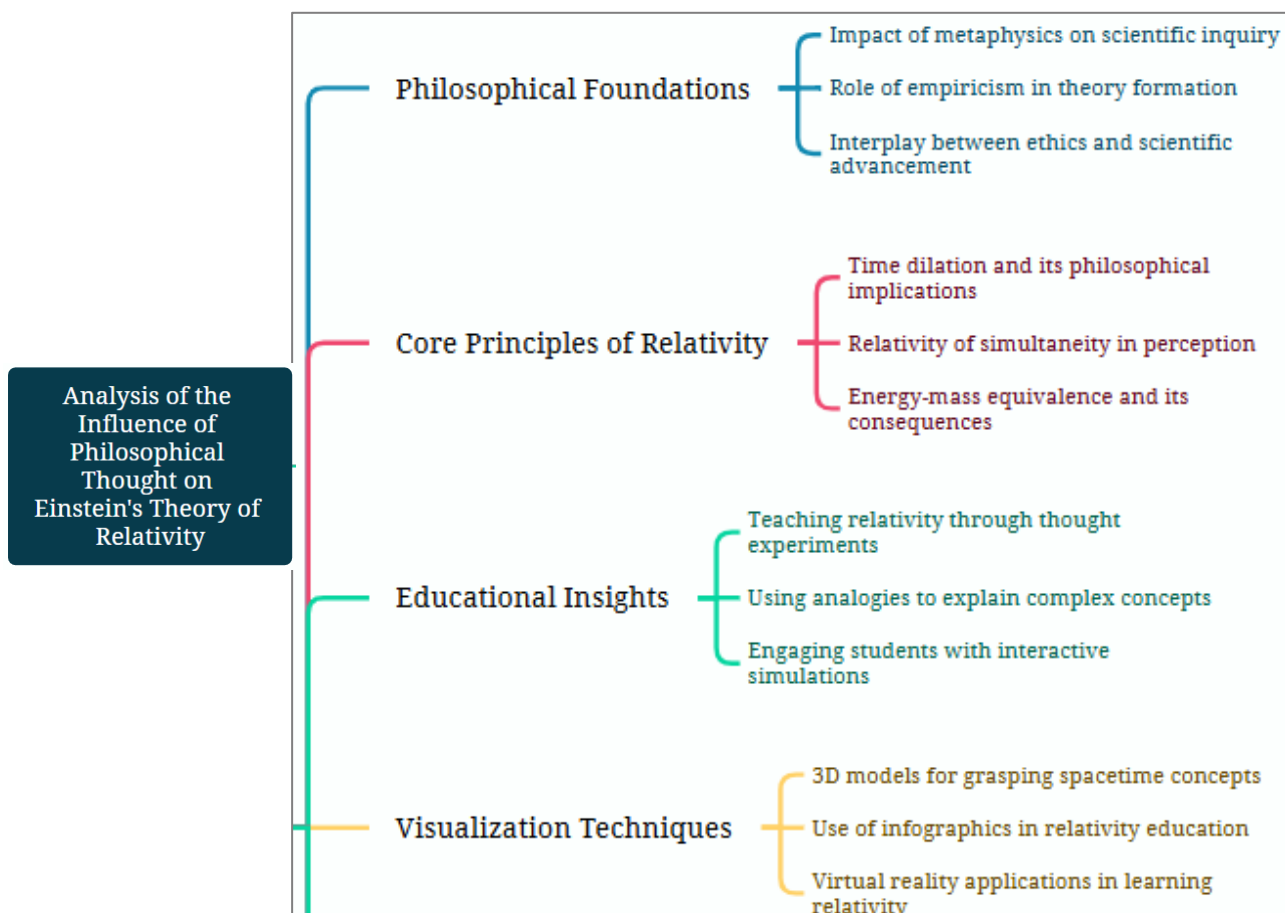 Impact of metaphysics on scientific inquiry
Philosophical Foundations
Role of empiricism in theory formation
Interplay between ethics and scientific
advancement
Time dilation and its philosophical
implications
Core Principles of Relativity
Relativity of simultaneity in perception
Energy-mass equivalence and its
consequences
Analysis of the
Influence of
Philosophical
Thought on
Einstein's Theory of
Relativity
Teaching relativity through thought
experiments
Educational Insights
Using analogies to explain complex concepts
Engaging students with interactive
simulations
3D models for grasping spacetime concepts
Visualization Techniques
Use of infographics in relativity education
Virtual reality applications in learning
relativity